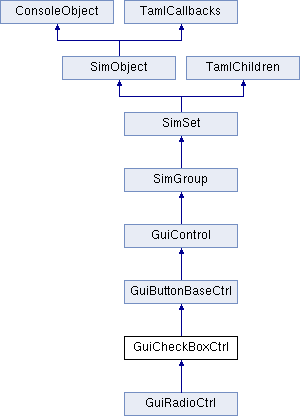 ConsoleObject TamlCallbacks
SimObject TamlChildren
SimSet
SimGroup
GuiControl
GuiButtonBaseCtrl
GuiCheckBoxCtrl
GuiRadioCtrl